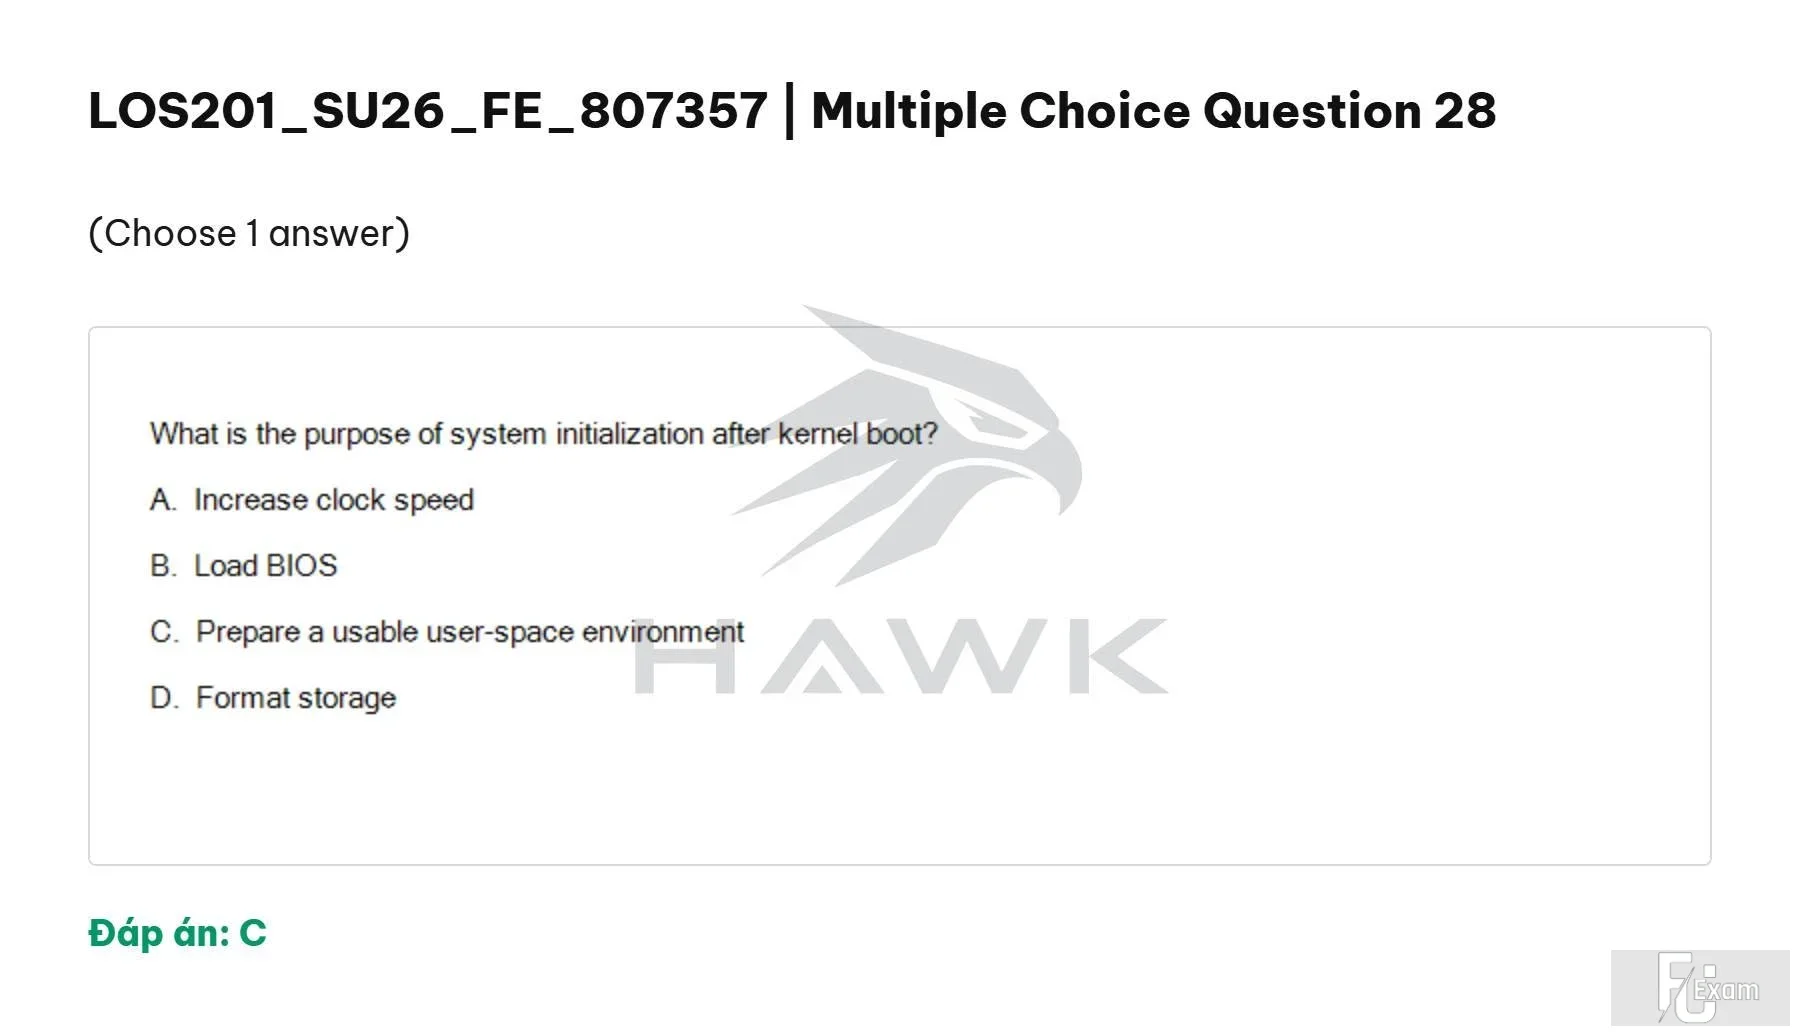 LOS201_SU26_FE_807357 | Multiple Choice Question 28
(Choose 1 answer)
What is the purpose of system initialization after kernel boot?
A. Increase clock speed
B. Load BIOS
C. Prepare a usable user-space environment
D. Format storage
HAWK
Đáp án: C
FU Exam